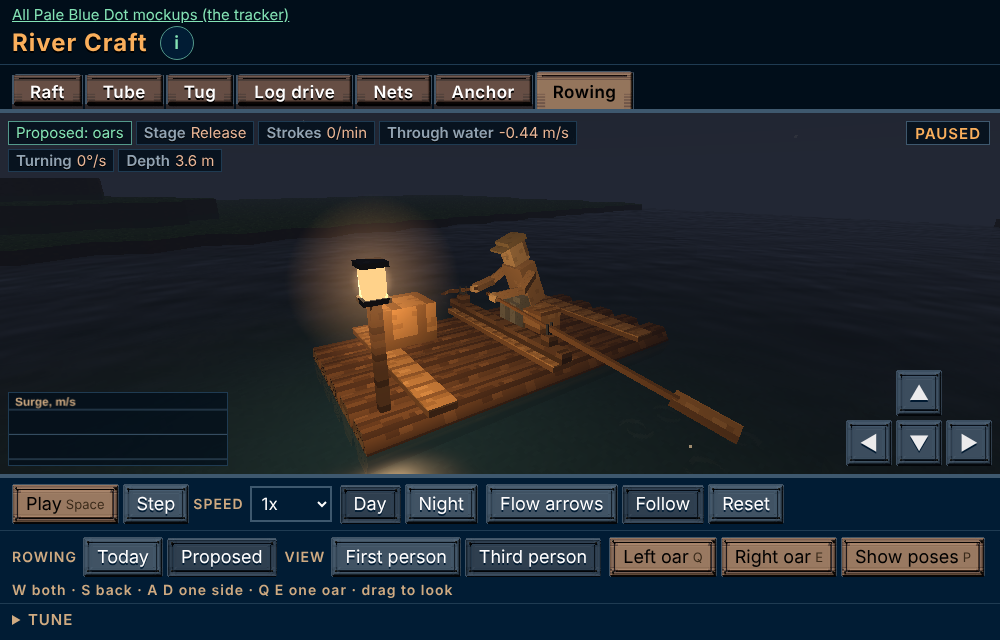 All Pale Blue Dot mockups (the tracker)
River Craft i
Raft Tube Tug Log drive Nets Anchor Rowing
Proposed: oars Stage Release Strokes 0/min Through water -0.44 m/s PAUSED
Turning 0°/s Depth 3.6 m
Surge, m/s
Play Space Step SPEED 1x Day Night Flow arrows Follow Reset
ROWING Today Proposed VIEW First person Third person Left oar Q Right oar E Show poses P
W both · S back · A D one side · Q E one oar · drag to look
TUNE